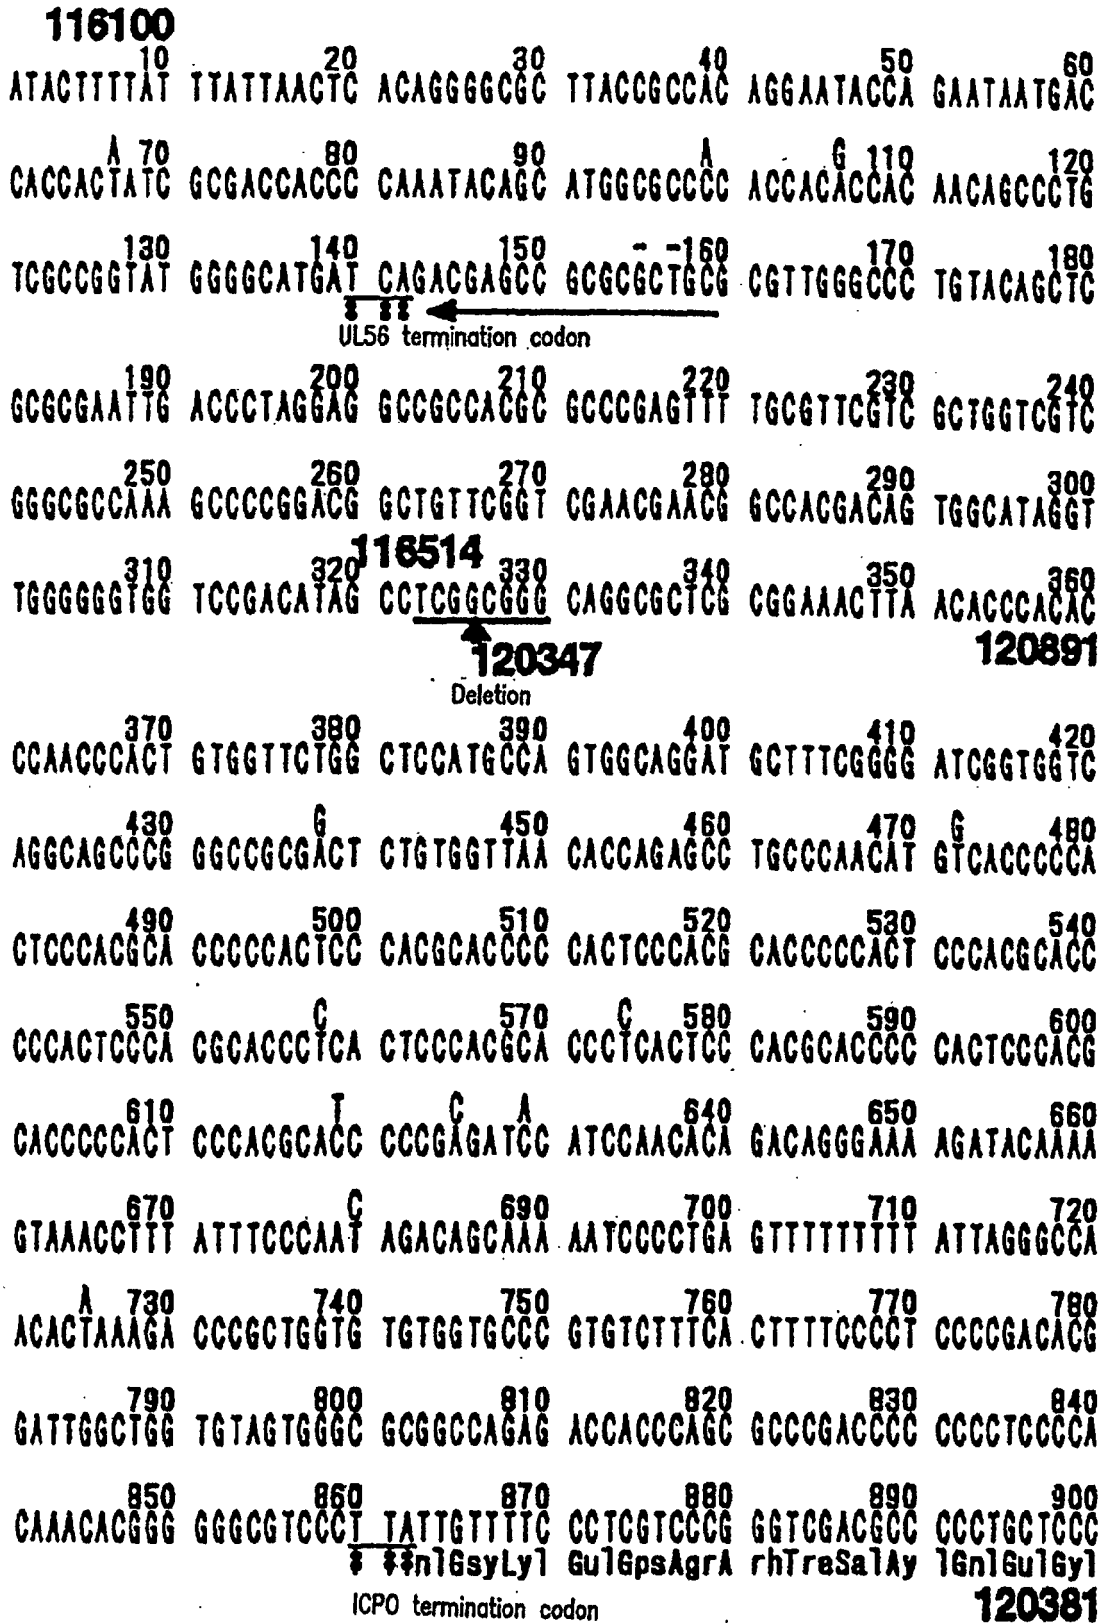 116100
10 20 30 40 50 60
ATACTTTTAT TTATTAACTC ACAGGGGCGC TTACCGCCAC AGGAATACCA GAATAATGAC
A 70 80 90 A G 110 120
CACCACTATC GCGACCACCC CAAATACAGC ATGGCGCCCC ACCACACCAC AACAGCCCTG
130 140 150 - -160 170 180
TCGCCGGTAT GGGGCATGAT CAGACGAGCC GCGCGCTGCG CGTTGGGCCC TGTACAGCTC
UL56 termination codon
190 200 210 220 230 240
GCGCGAATTG ACCCTAGGAG GCCGCCACGC GCCCGAGTTT TGCGTTCGTC GCTGGTCGTC
250 260 270 280 290 300
GGGCGCCAAA GCCCCGGACG GCTGTTCGGT CGAACGAACG GCCACGACAG TGGCATAGGT
116514
310 320 330 340 350 360
TGGGGGGTGG TCCGACATAG CCTCGGCGGG CAGGCGCTCG CGGAAACTTA ACACCCACAC
120347 120891
Deletion
370 380 390 400 410 420
CCAACCCACT GTGGTTCTGG CTCCATGCCA GTGGCAGGAT GCTTTCGGGG ATCGGTGGTC
430 G 450 460 470 G 480
AGGCAGCCCG GGCCGCGACT CTGTGGTTAA CACCAGAGCC TGCCCAACAT GTCACCCCCA
490 500 510 520 530 540
CTCCCACGCA CCCCCACTCC CACGCACCCC CACTCCCACG CACCCCCACT CCCACGCACC
550 C 570 C 580 590 600
CCCACTCCCA CGCACCCTCA CTCCCACGCA CCCTCACTCC CACGCACCCC CACTCCCACG
610 T C A 640 650 660
CACCCCCACT CCCACGCACC CCCGAGATCC ATCCAACACA GACAGGGAAA AGATACAAAA
670 C 690 700 710 720
GTAAACCTTT ATTTCCCAAT AGACAGCAAA AATCCCCTGA GTTTTTTTTT ATTAGGGCCA
A 730 740 750 760 770 780
ACACTAAAGA CCCGCTGGTG TGTGGTGCCC GTGTCTTTCA CTTTTCCCCT CCCCGACACG
790 800 810 820 830 840
GATTGGCTGG TGTAGTGGGC GCGGCCAGAG ACCACCCAGC GCCCGACCCC CCCCTCCCCA
850 860 870 880 890 900
CAAACACGGG GGGCGTCCCT TATTGTTTTC CCTCGTCCCG GGTCGACGCC CCCTGCTCCC
‡ ‡‡nlGsyLyl GulGpsAgrA rhTreSalAy lGnlGulGyl
ICPO termination codon 120381